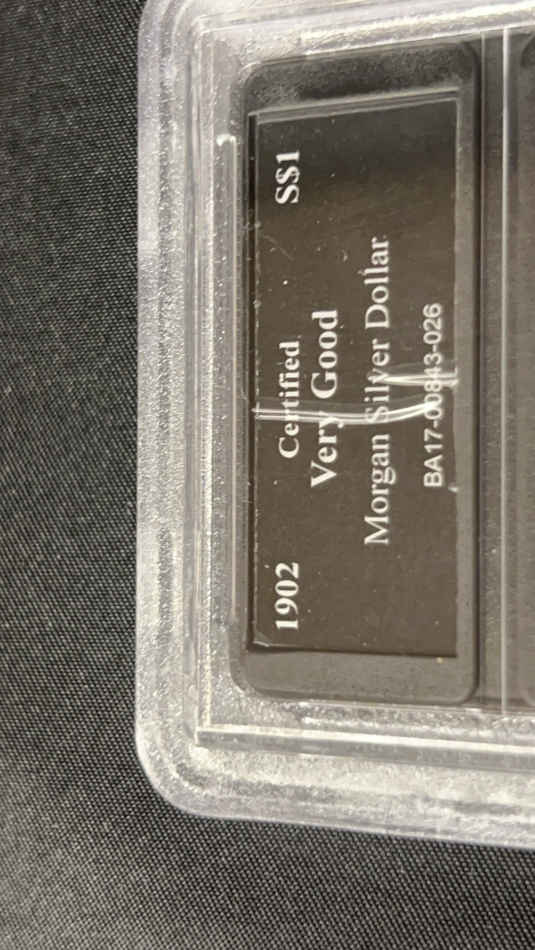 1902 Certified S$1
Very Good
Morgan Silver Dollar
BA17-00843-026